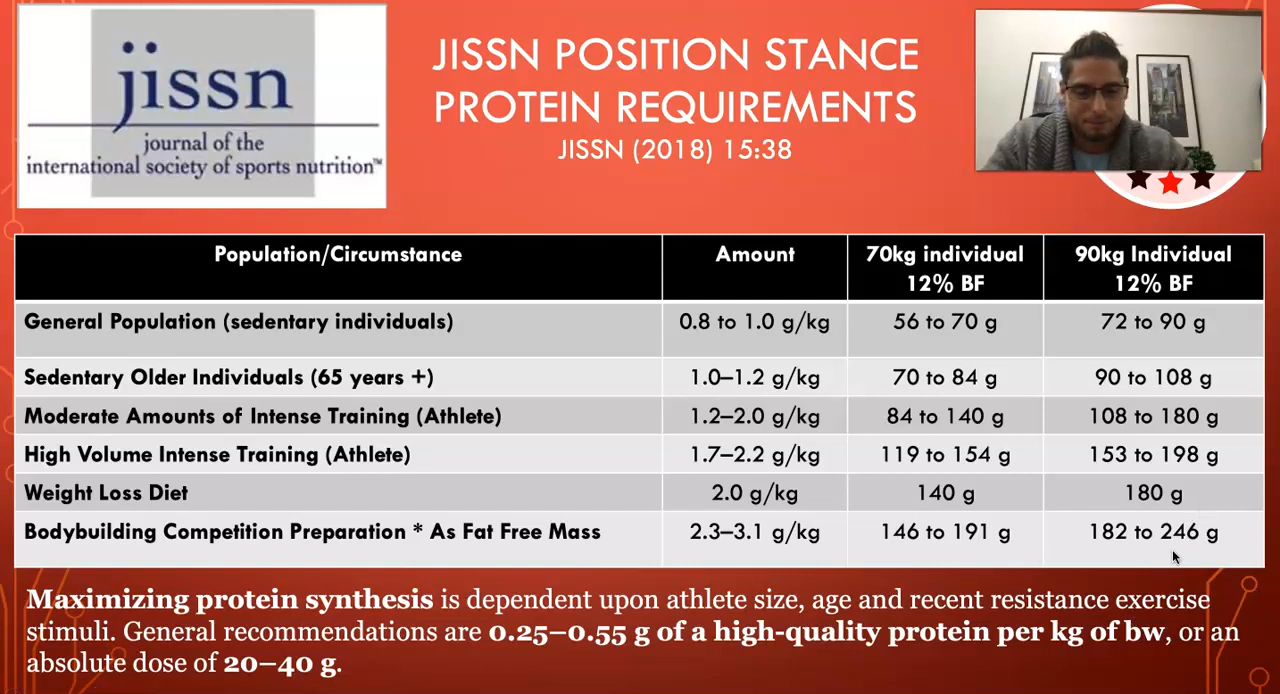 jissn
journal of the
international society of sports nutrition™
JISSN POSITION STANCE
PROTEIN REQUIREMENTS
JISSN (2018) 15:38
Population/Circumstance Amount 70kg individual 12% BF 90kg Individual 12% BF
General Population (sedentary individuals) 0.8 to 1.0 g/kg 56 to 70 g 72 to 90 g
Sedentary Older Individuals (65 years +) 1.0–1.2 g/kg 70 to 84 g 90 to 108 g
Moderate Amounts of Intense Training (Athlete) 1.2–2.0 g/kg 84 to 140 g 108 to 180 g
High Volume Intense Training (Athlete) 1.7–2.2 g/kg 119 to 154 g 153 to 198 g
Weight Loss Diet 2.0 g/kg 140 g 180 g
Bodybuilding Competition Preparation * As Fat Free Mass 2.3–3.1 g/kg 146 to 191 g 182 to 246 g
Maximizing protein synthesis is dependent upon athlete size, age and recent resistance exercise
stimuli. General recommendations are 0.25–0.55 g of a high-quality protein per kg of bw, or an
absolute dose of 20–40 g.